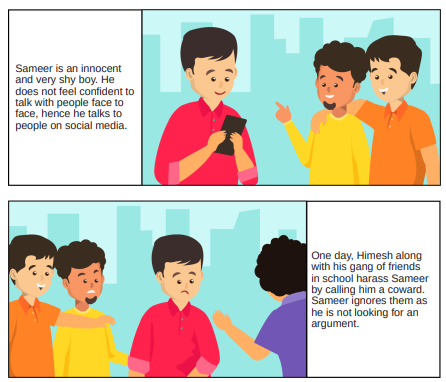 Sameer is an innocent
and very shy boy. He
does not feel confident to
talk with people face to
face, hence he talks to
people on social media.
One day, Himesh along
with his gang of friends
in school harass Sameer
by calling him a coward.
Sameer ignores them as
he is not looking for an
argument.